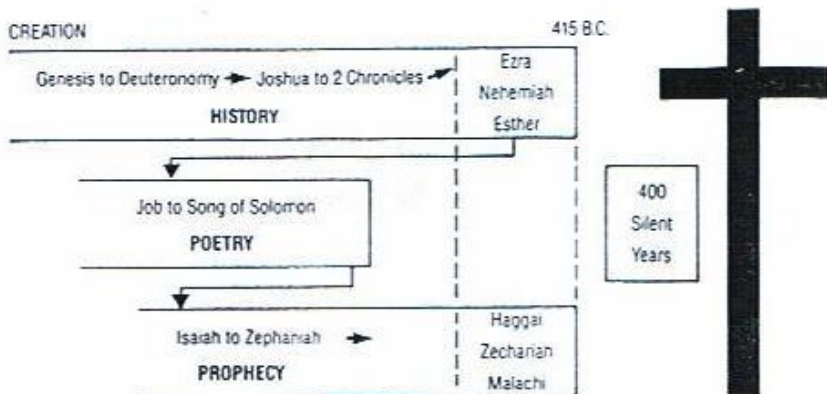 CREATION 415 B.C.
Genesis to Deuteronomy Joshua to 2 Chronicles
HISTORY
Ezra
Nehemiah
Esther
Job to Song of Solomon
POETRY
400
Silent
Years
Isaiah to Zephaniah
PROPHECY
Haggai
Zechariah
Malachi